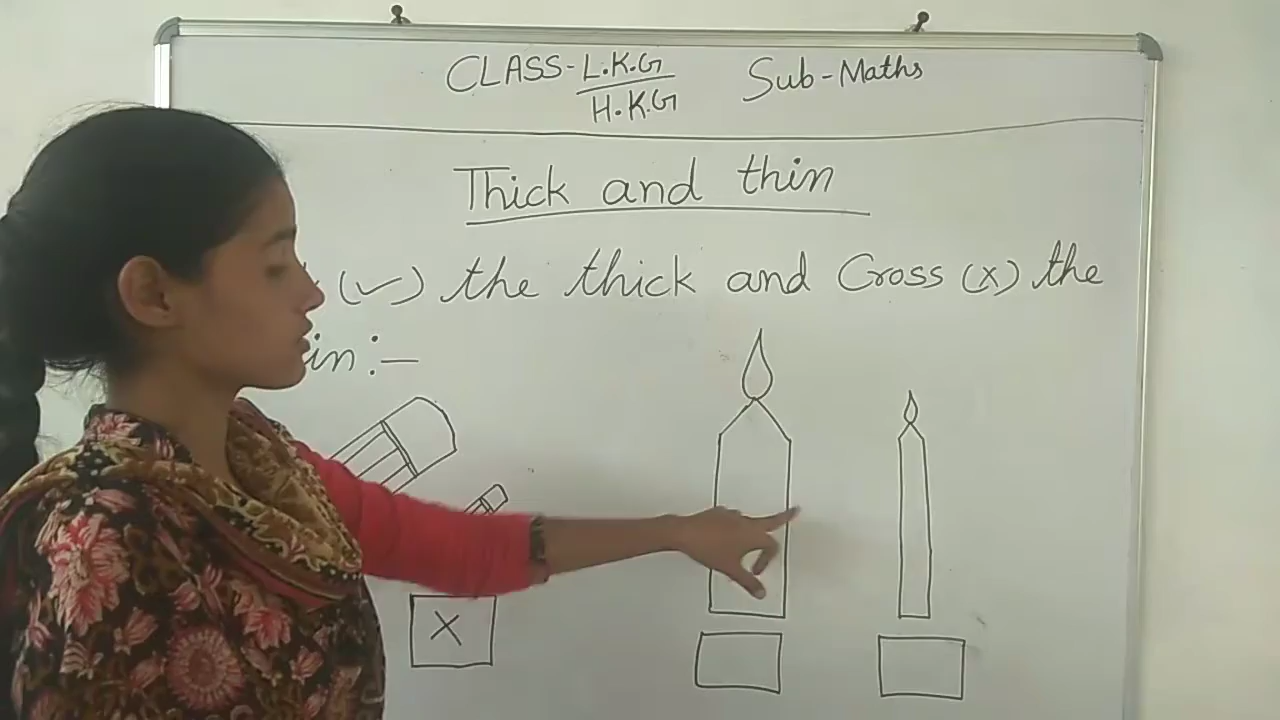 CLASS- L.K.G Sub-Maths
H.K.G
Thick and thin
(✓) the thick and Cross (x) the
in :-
X